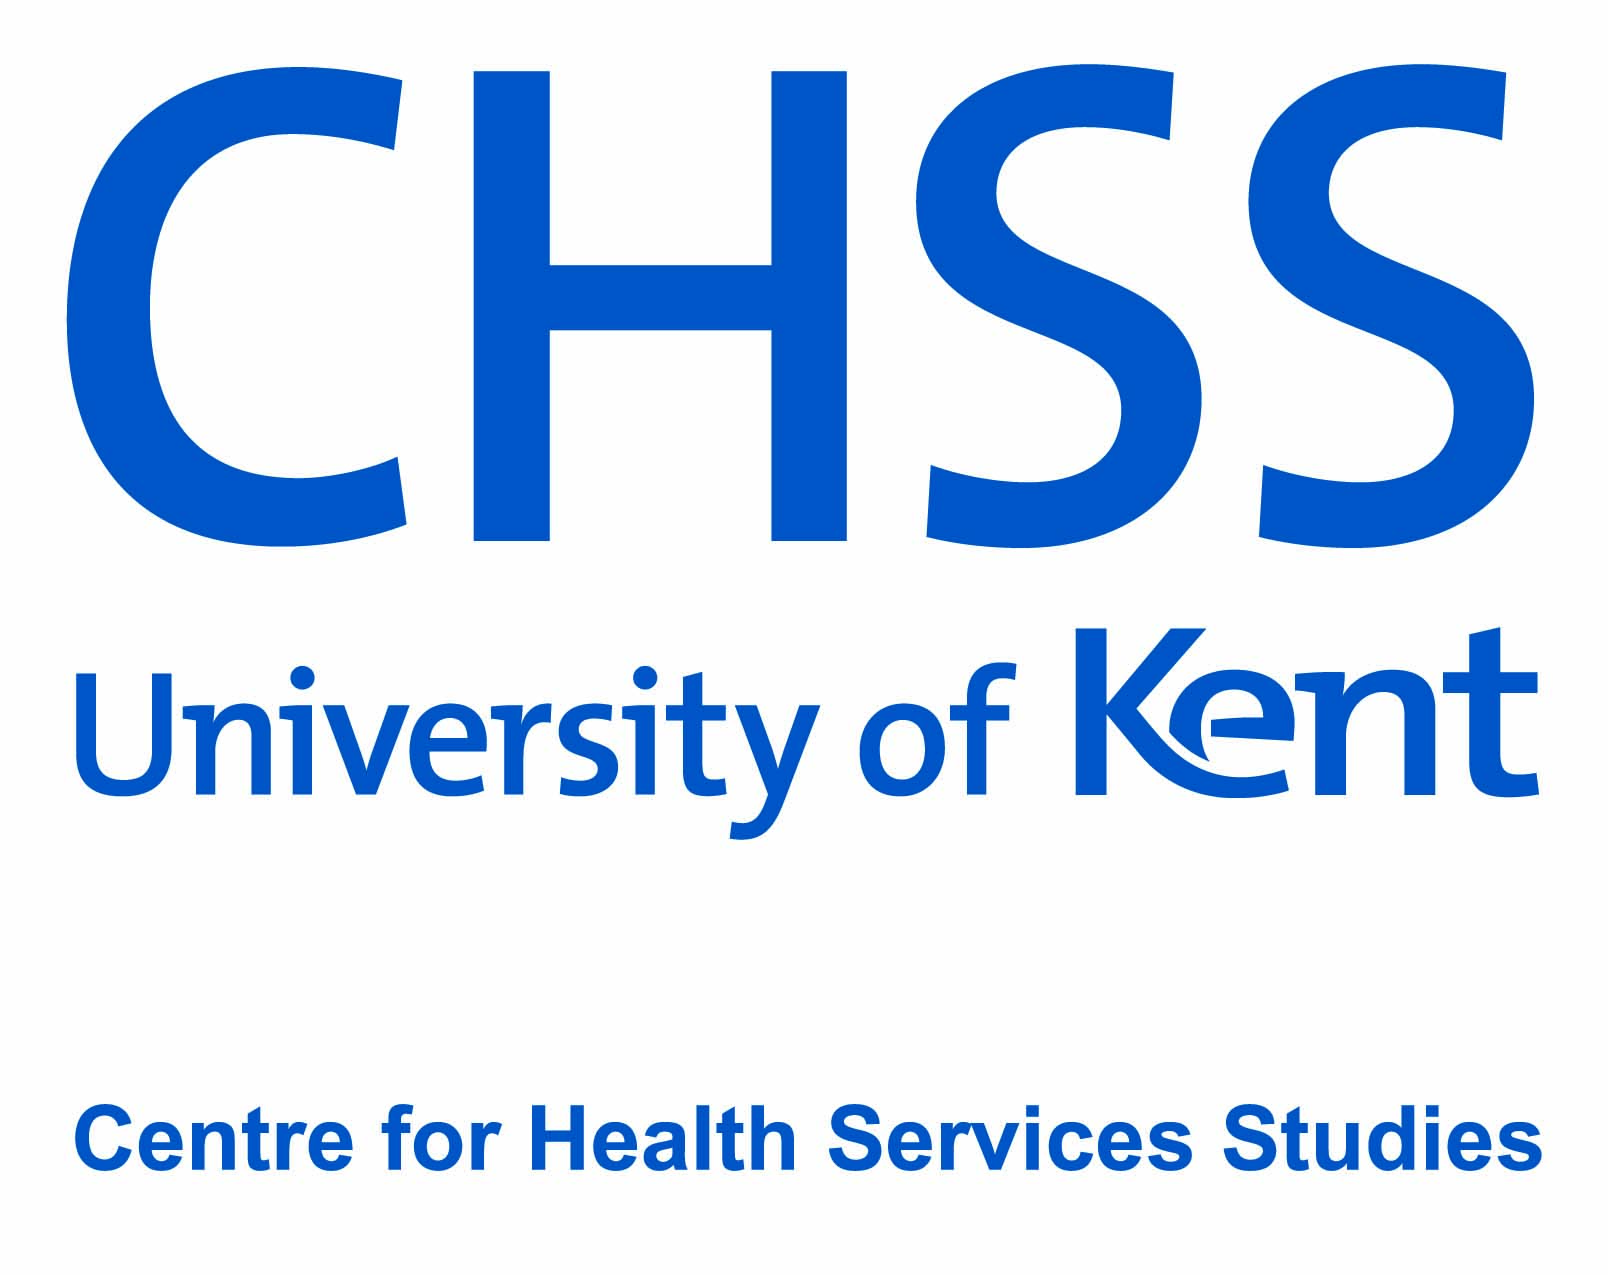 CHSS
University of Kent
Centre for Health Services Studies